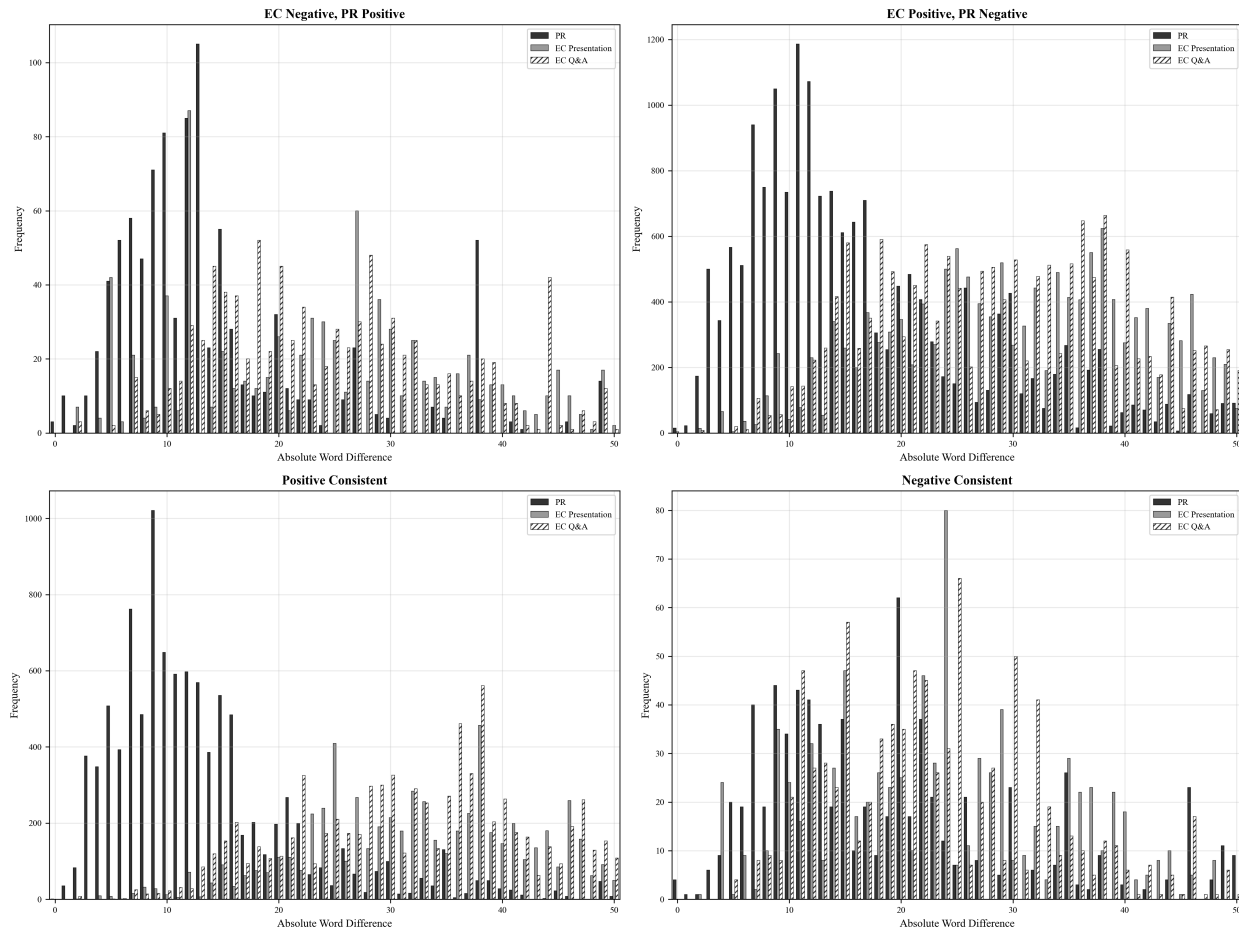 EC Negative, PR Positive
PR
EC Presentation
EC Q&A
Frequency
100
80
60
40
20
0
0 10 20 30 40 50
Absolute Word Difference
EC Positive, PR Negative
PR
EC Presentation
EC Q&A
Frequency
1200
1000
800
600
400
200
0
0 10 20 30 40 50
Absolute Word Difference
Positive Consistent
PR
EC Presentation
EC Q&A
Frequency
1000
800
600
400
200
0
0 10 20 30 40 50
Absolute Word Difference
Negative Consistent
PR
EC Presentation
EC Q&A
Frequency
80
70
60
50
40
30
20
10
0
0 10 20 30 40 50
Absolute Word Difference